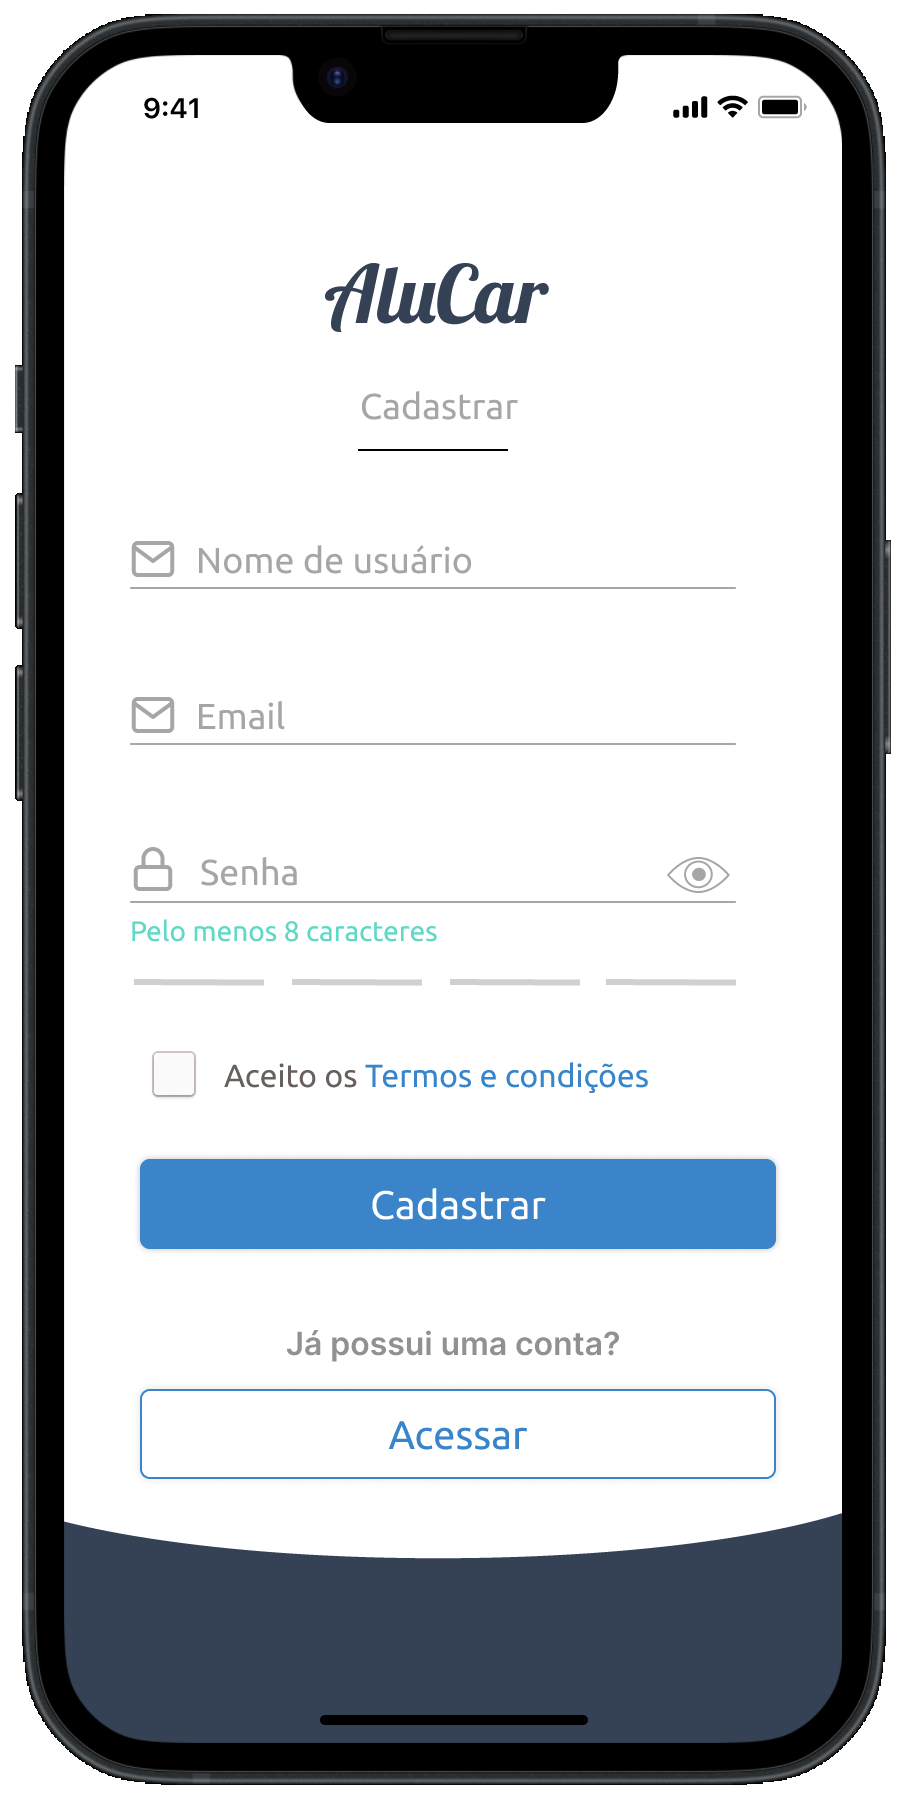 9:41
AluCar
Cadastrar
Nome de usuário
Email
Senha
Pelo menos 8 caracteres
Aceito os Termos e condições
Cadastrar
Já possui uma conta?
Acessar